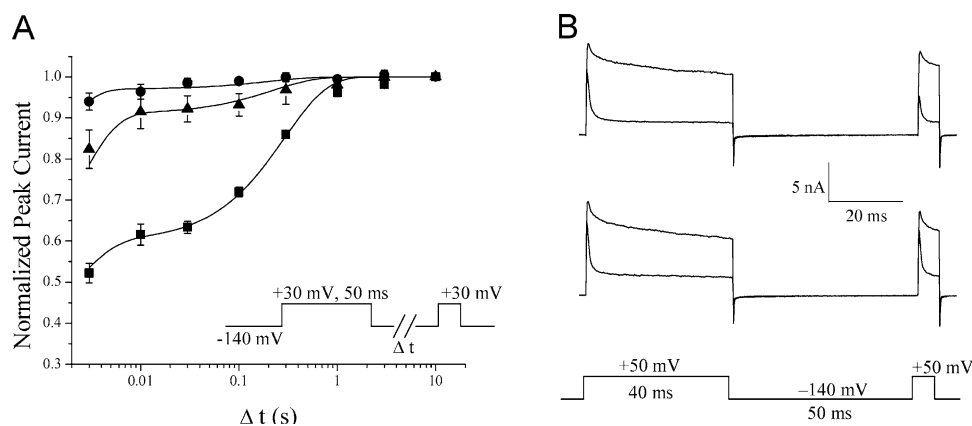 A
Normalized Peak Current
1.0
0.9
0.8
0.7
0.6
0.5
0.4
0.3
+30 mV, 50 ms
+30 mV
-140 mV
Δ t
0.01
0.1
1
10
Δ t (s)
B
5 nA
20 ms
+50 mV
40 ms
–140 mV
50 ms
+50 mV